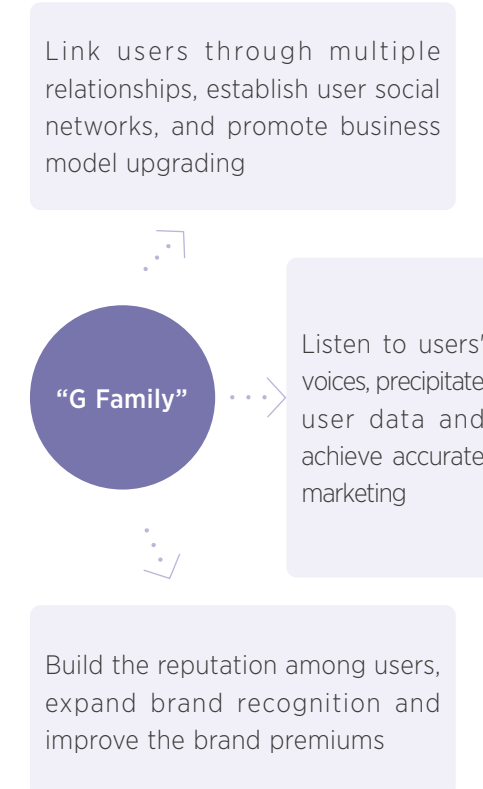 Link users through multiple
relationships, establish user social
networks, and promote business
model upgrading
“G Family”
Listen to users'
voices, precipitate
user data and
achieve accurate
marketing
Build the reputation among users,
expand brand recognition and
improve the brand premiums